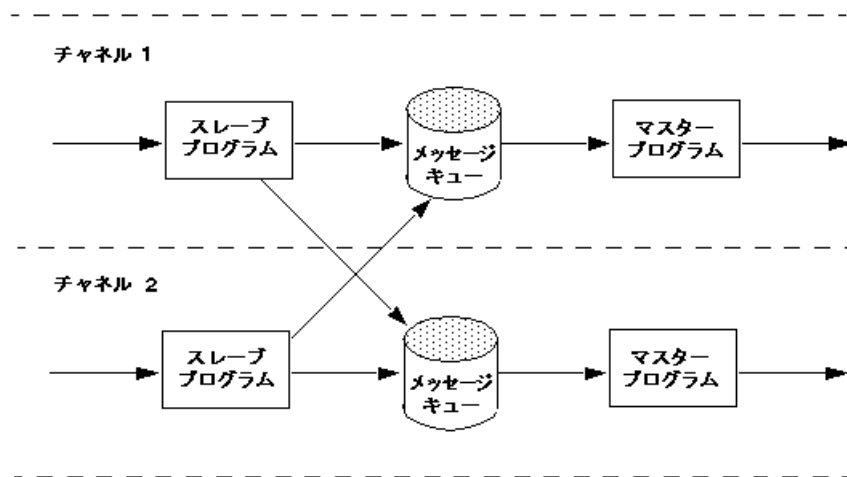 チャネル 1
スレーブ
プログラム
メッセージ
キュー
マスター
プログラム
チャネル 2
スレーブ
プログラム
メッセージ
キュー
マスター
プログラム